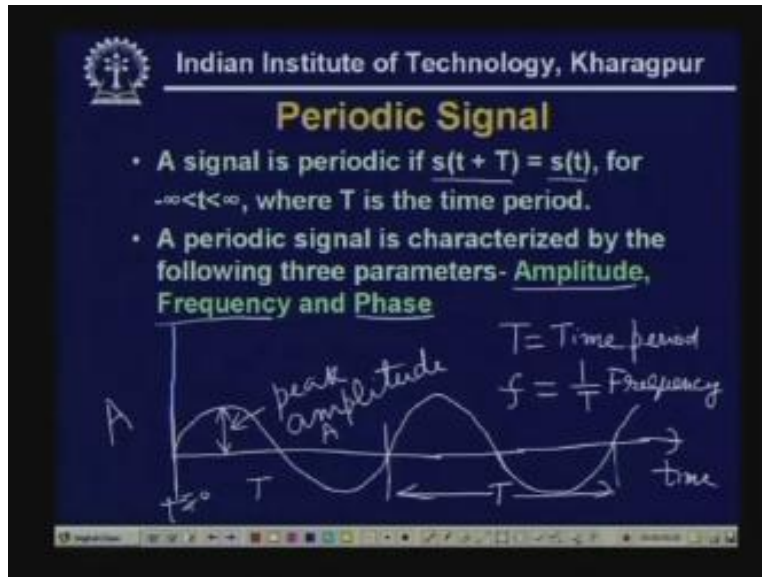 Indian Institute of Technology, Kharagpur
Periodic Signal
• A signal is periodic if s(t + T) = s(t), for
-∞<t<∞, where T is the time period.
• A periodic signal is characterized by the
following three parameters- Amplitude,
Frequency and Phase
T = Time period
f = 1/T Frequency
peak
amplitude
A
A
time
t=0
T
T